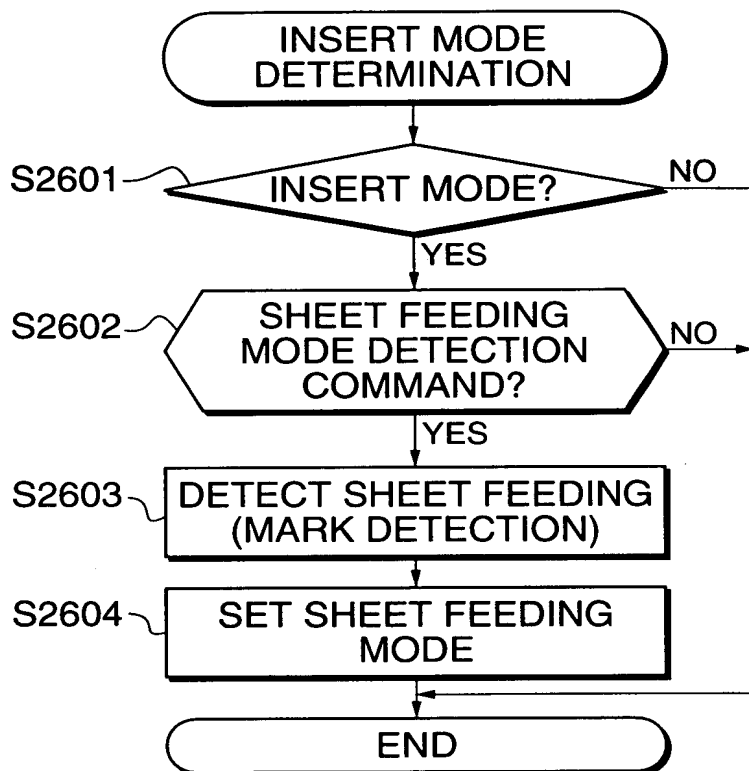 INSERT MODE
DETERMINATION
S2601
INSERT MODE?
NO
YES
S2602
SHEET FEEDING
MODE DETECTION
COMMAND?
NO
YES
S2603
DETECT SHEET FEEDING
(MARK DETECTION)
S2604
SET SHEET FEEDING
MODE
END